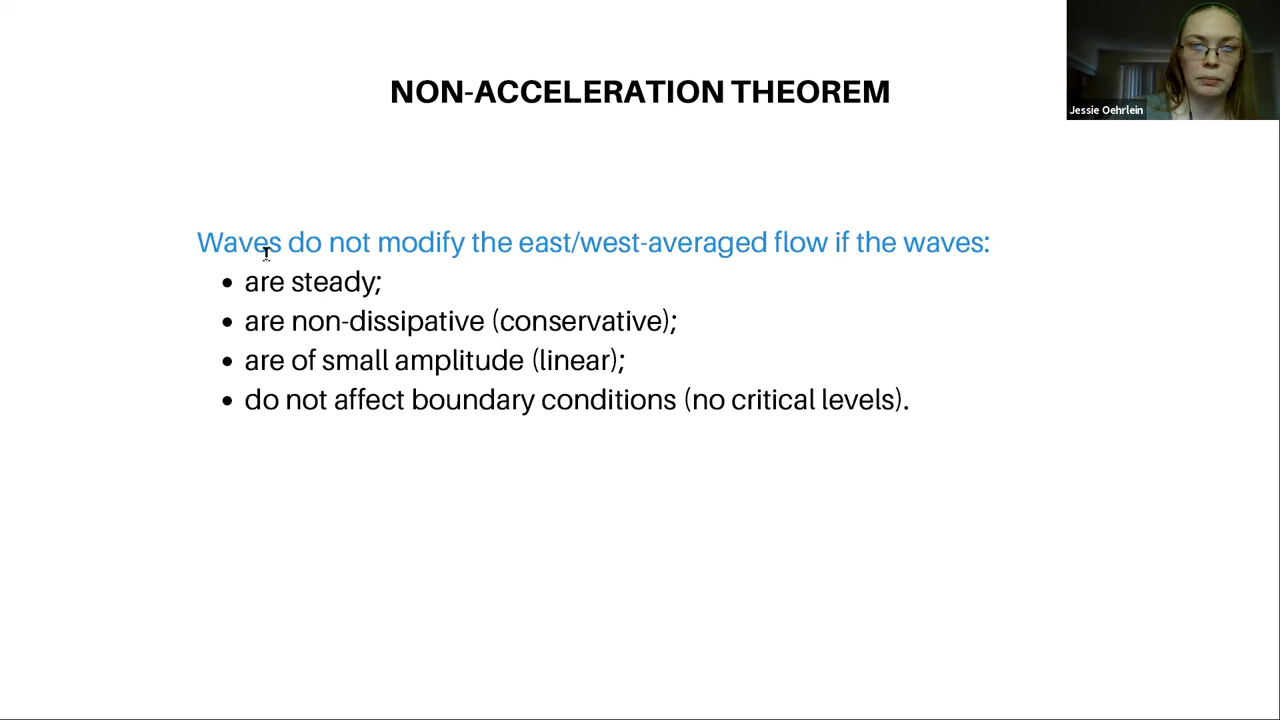 NON-ACCELERATION THEOREM
Jessie Oehrlein
Waves do not modify the east/west-averaged flow if the waves:
• are steady;
• are non-dissipative (conservative);
• are of small amplitude (linear);
• do not affect boundary conditions (no critical levels).